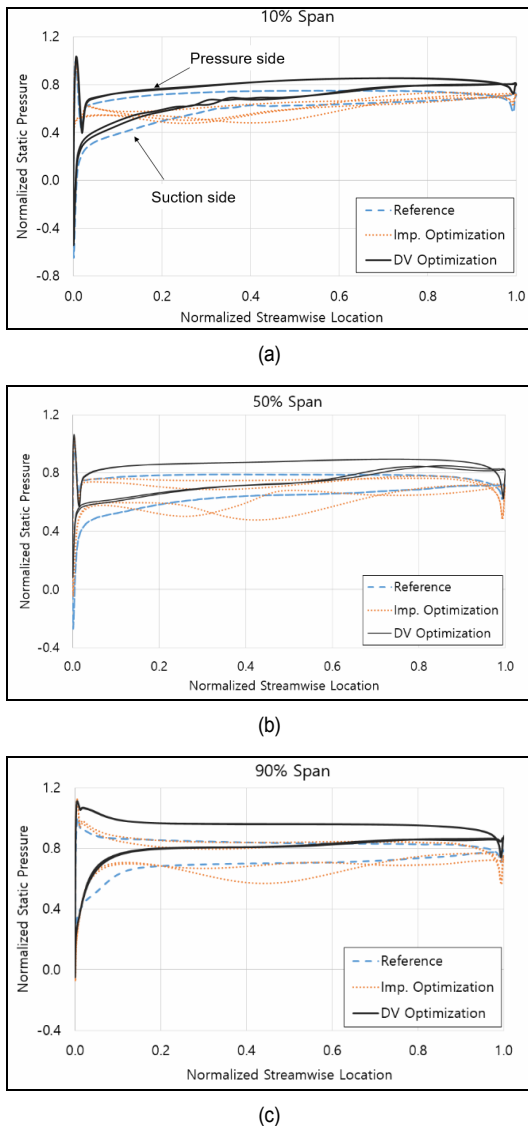 10% Span
Normalized Static Pressure
1.2
0.8
0.4
0.0
-0.4
-0.8
Pressure side
Suction side
Reference
Imp. Optimization
DV Optimization
0.0 0.2 0.4 0.6 0.8 1.0
Normalized Streamwise Location
(a)
50% Span
Normalized Static Pressure
1.2
0.8
0.4
0.0
-0.4
Reference
Imp. Optimization
DV Optimization
0.0 0.2 0.4 0.6 0.8 1.0
Normalized Streamwise Location
(b)
90% Span
Normalized Static Pressure
1.2
0.8
0.4
0.0
-0.4
Reference
Imp. Optimization
DV Optimization
0.0 0.2 0.4 0.6 0.8 1.0
Normalized Streamwise Location
(c)